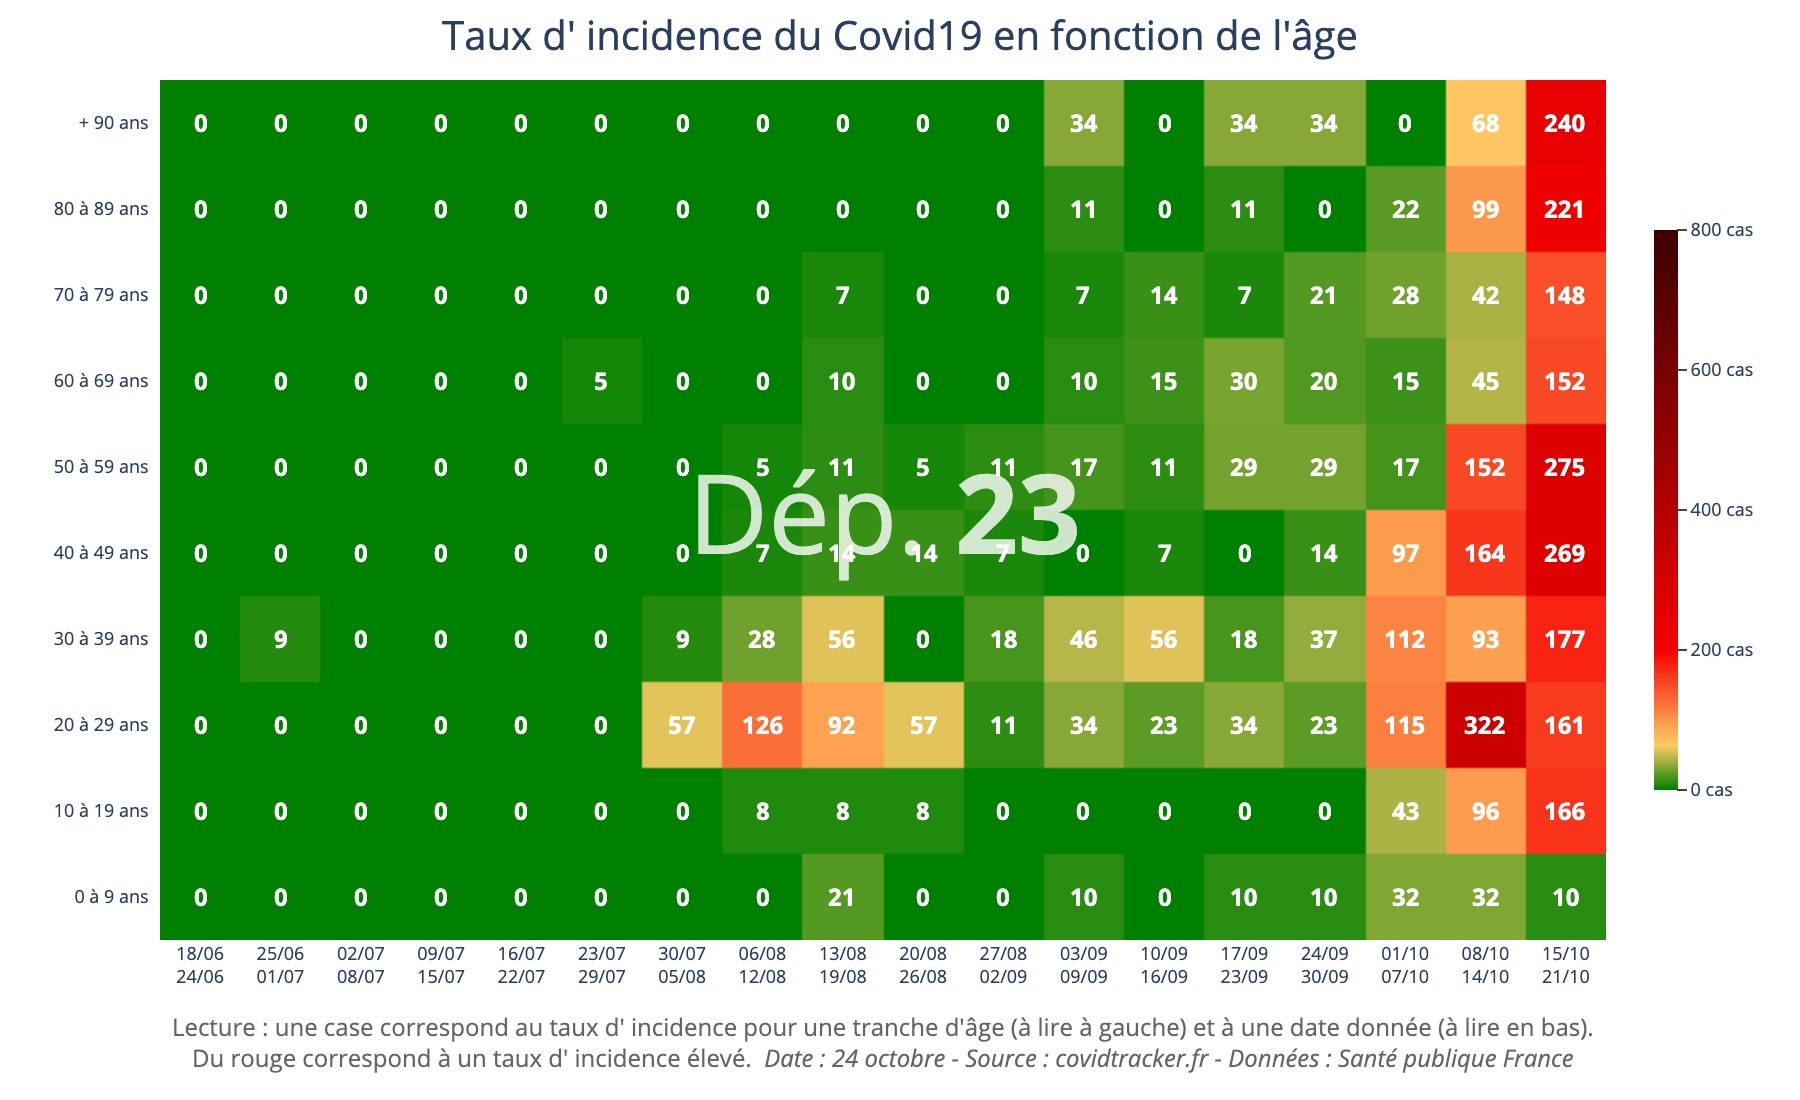 Taux d' incidence du Covid19 en fonction de l'âge
+ 90 ans 0 0 0 0 0 0 0 0 0 0 0 34 0 34 34 0 68 240
80 à 89 ans 0 0 0 0 0 0 0 0 0 0 0 11 0 11 0 22 99 221
800 cas
70 à 79 ans 0 0 0 0 0 0 0 0 7 0 0 7 14 7 21 28 42 148
60 à 69 ans 0 0 0 0 0 5 0 0 10 0 0 10 15 30 20 15 45 152
600 cas
50 à 59 ans 0 0 0 0 0 0 0 5 11 5 11 17 11 29 29 17 152 275
Dép. 23
400 cas
40 à 49 ans 0 0 0 0 0 0 0 7 14 14 7 0 7 0 14 97 164 269
30 à 39 ans 0 9 0 0 0 0 9 28 56 0 18 46 56 18 37 112 93 177
200 cas
20 à 29 ans 0 0 0 0 0 0 57 126 92 57 11 34 23 34 23 115 322 161
0 cas
10 à 19 ans 0 0 0 0 0 0 0 8 8 8 0 0 0 0 0 43 96 166
0 à 9 ans 0 0 0 0 0 0 0 0 21 0 0 10 0 10 10 32 32 10
18/06 25/06 02/07 09/07 16/07 23/07 30/07 06/08 13/08 20/08 27/08 03/09 10/09 17/09 24/09 01/10 08/10 15/10
24/06 01/07 08/07 15/07 22/07 29/07 05/08 12/08 19/08 26/08 02/09 09/09 16/09 23/09 30/09 07/10 14/10 21/10
Lecture : une case correspond au taux d' incidence pour une tranche d'âge (à lire à gauche) et à une date donnée (à lire en bas).
Du rouge correspond à un taux d' incidence élevé. Date : 24 octobre - Source : covidtracker.fr - Données : Santé publique France